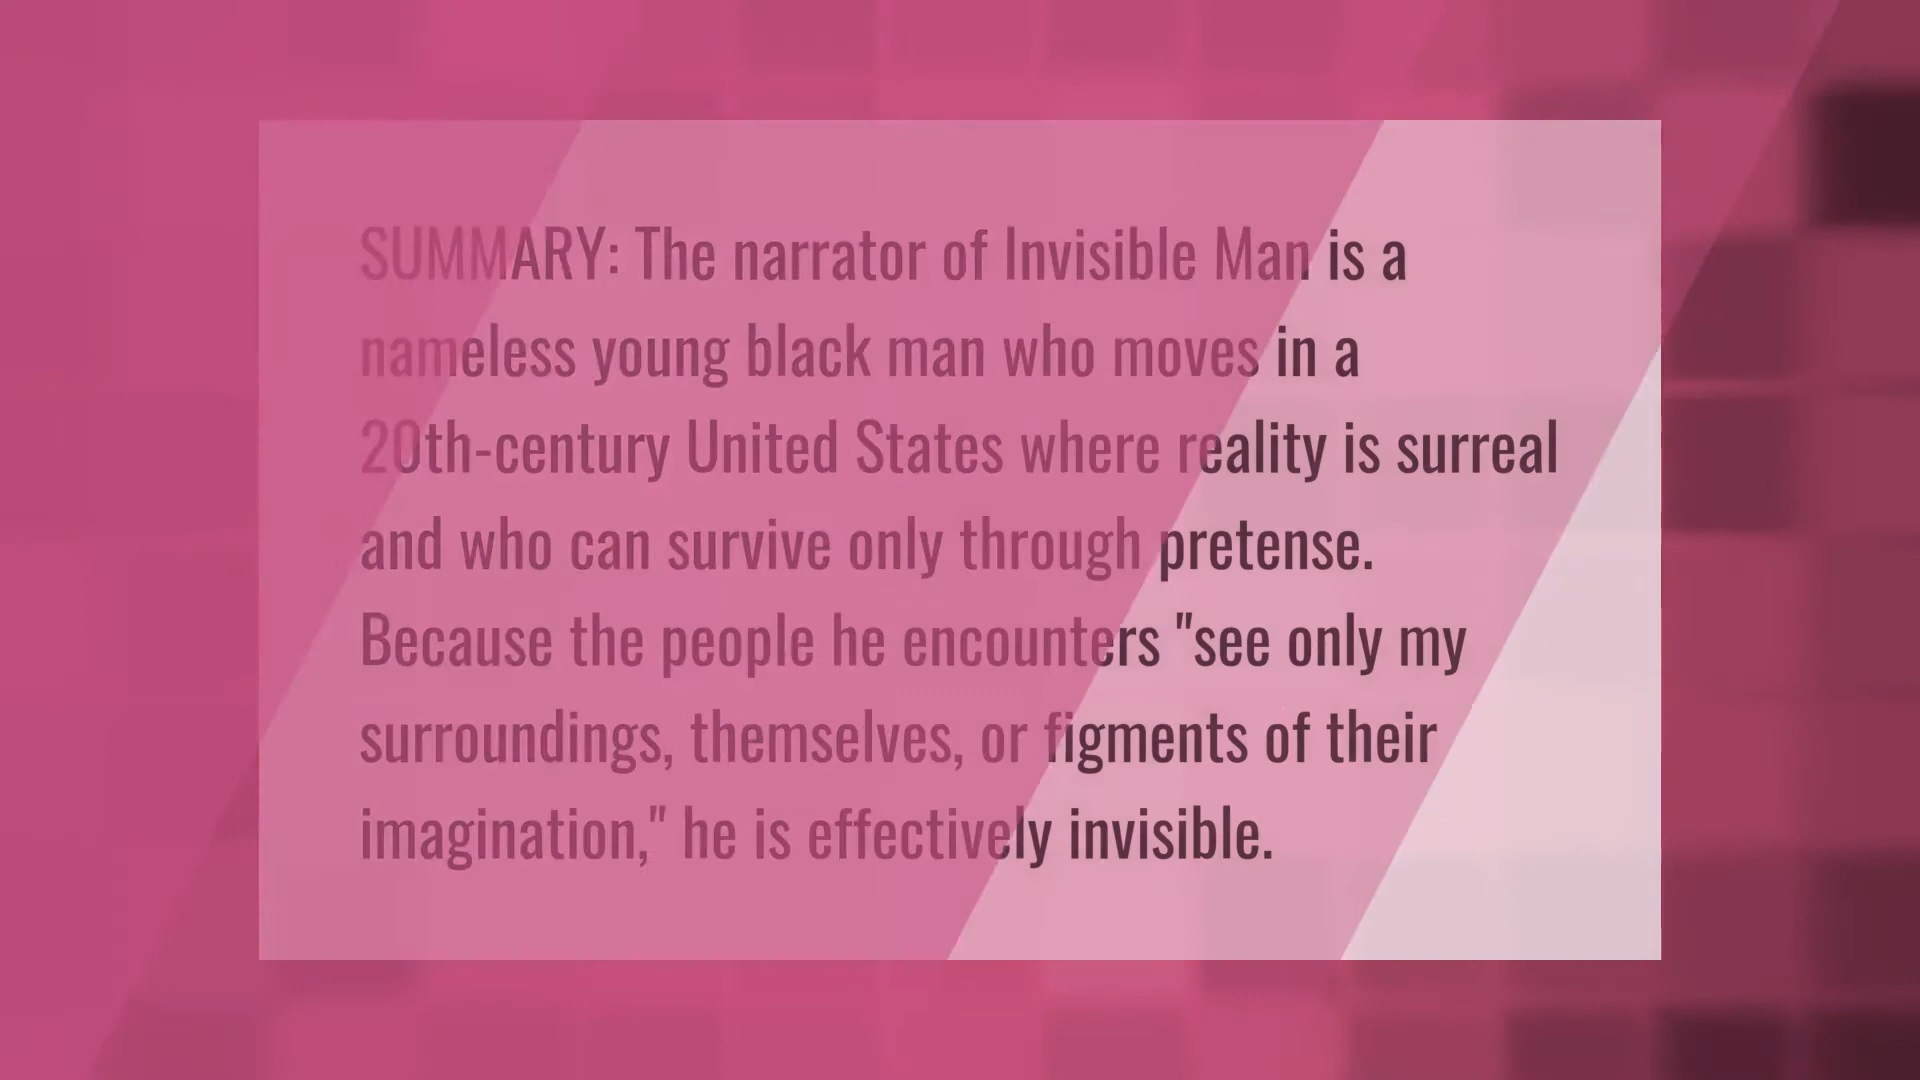 SUMMARY: The narrator of Invisible Man is a
nameless young black man who moves in a
20th-century United States where reality is surreal
and who can survive only through pretense.
Because the people he encounters "see only my
surroundings, themselves, or figments of their
imagination," he is effectively invisible.